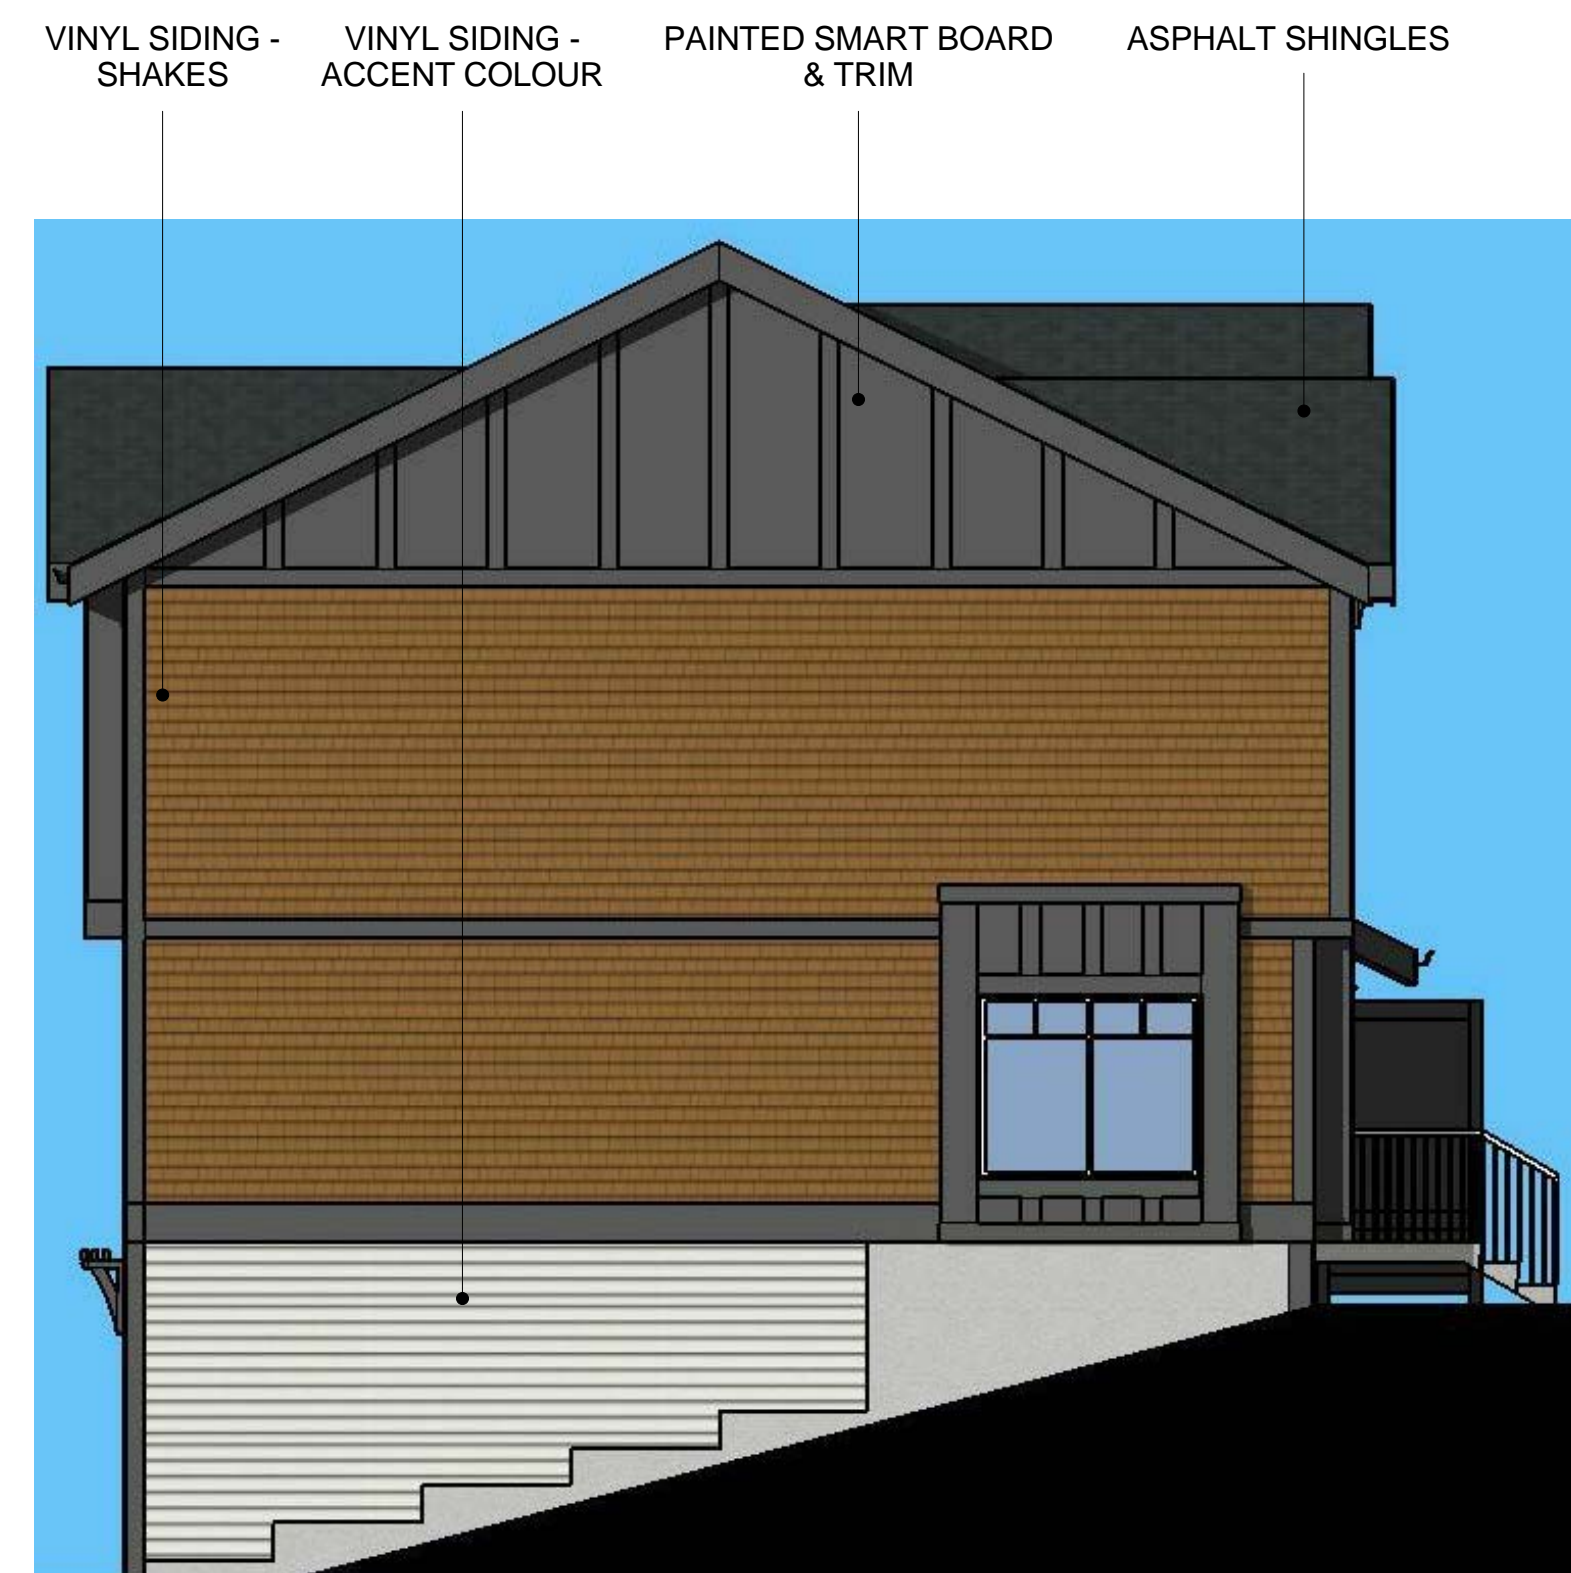 VINYL SIDING -
SHAKES
VINYL SIDING -
ACCENT COLOUR
PAINTED SMART BOARD
& TRIM
ASPHALT SHINGLES